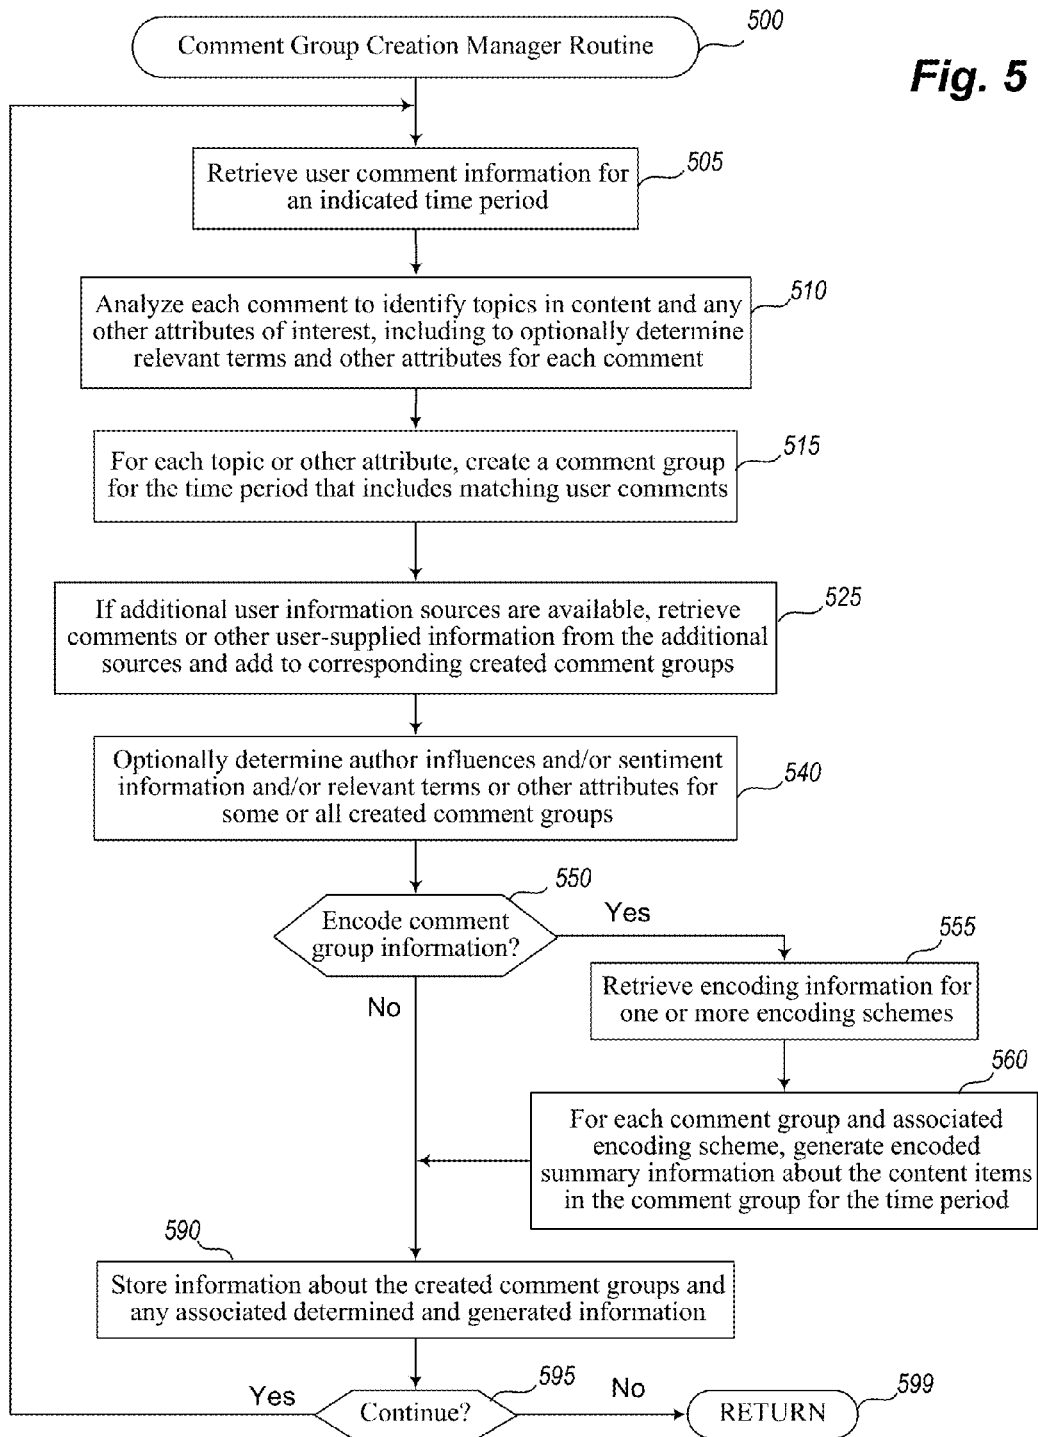 500
Comment Group Creation Manager Routine
Fig. 5
505
Retrieve user comment information for
an indicated time period
510
Analyze each comment to identify topics in content and any
other attributes of interest, including to optionally determine
relevant terms and other attributes for each comment
515
For each topic or other attribute, create a comment group
for the time period that includes matching user comments
525
If additional user information sources are available, retrieve
comments or other user-supplied information from the additional
sources and add to corresponding created comment groups
540
Optionally determine author influences and/or sentiment
information and/or relevant terms or other attributes for
some or all created comment groups
550
Encode comment
group information?
Yes
No
555
Retrieve encoding information for
one or more encoding schemes
560
For each comment group and associated
encoding scheme, generate encoded
summary information about the content items
in the comment group for the time period
590
Store information about the created comment groups and
any associated determined and generated information
595
Continue?
Yes
No
599
RETURN